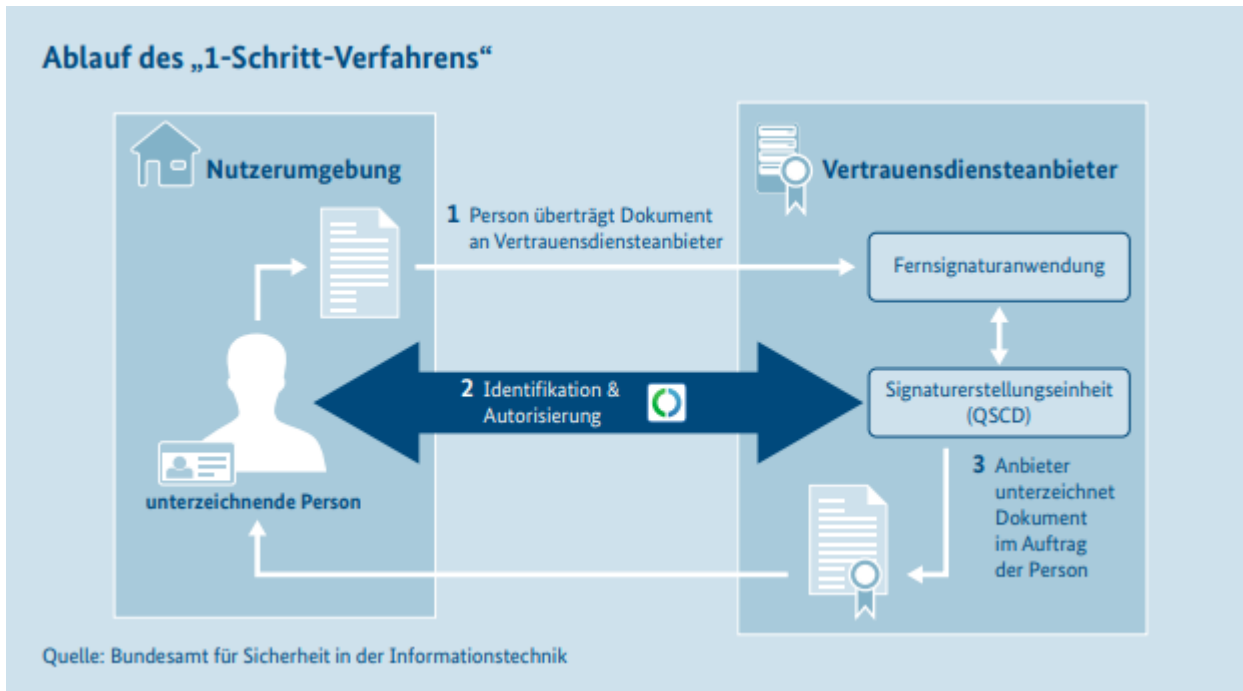 Ablauf des „1-Schritt-Verfahrens“
Nutzerumgebung
Vertrauensdiensteanbieter
1 Person überträgt Dokument
an Vertrauensdiensteanbieter
Fernsignaturanwendung
2 Identifikation &
Autorisierung
Signaturerstellungseinheit
(QSCD)
unterzeichnende Person
3 Anbieter
unterzeichnet
Dokument
im Auftrag
der Person
Quelle: Bundesamt für Sicherheit in der Informationstechnik